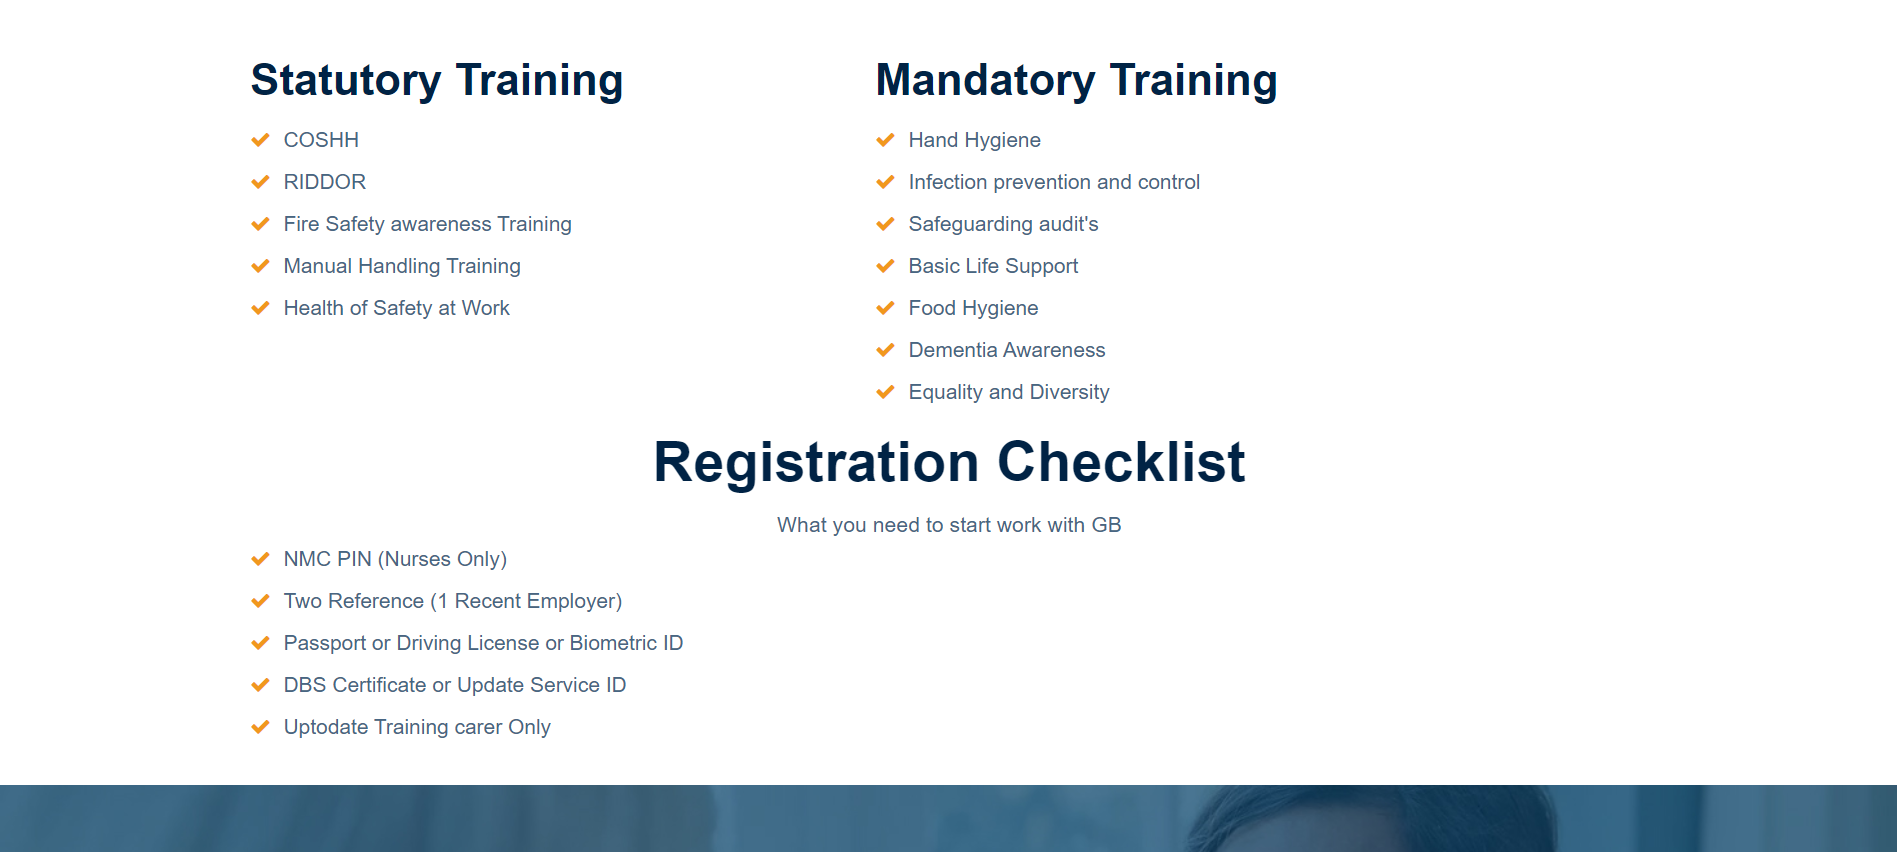 Statutory Training
COSHH
RIDDOR
Fire Safety awareness Training
Manual Handling Training
Health of Safety at Work
Mandatory Training
Hand Hygiene
Infection prevention and control
Safeguarding audit's
Basic Life Support
Food Hygiene
Dementia Awareness
Equality and Diversity
Registration Checklist
What you need to start work with GB
NMC PIN (Nurses Only)
Two Reference (1 Recent Employer)
Passport or Driving License or Biometric ID
DBS Certificate or Update Service ID
Uptodate Training carer Only